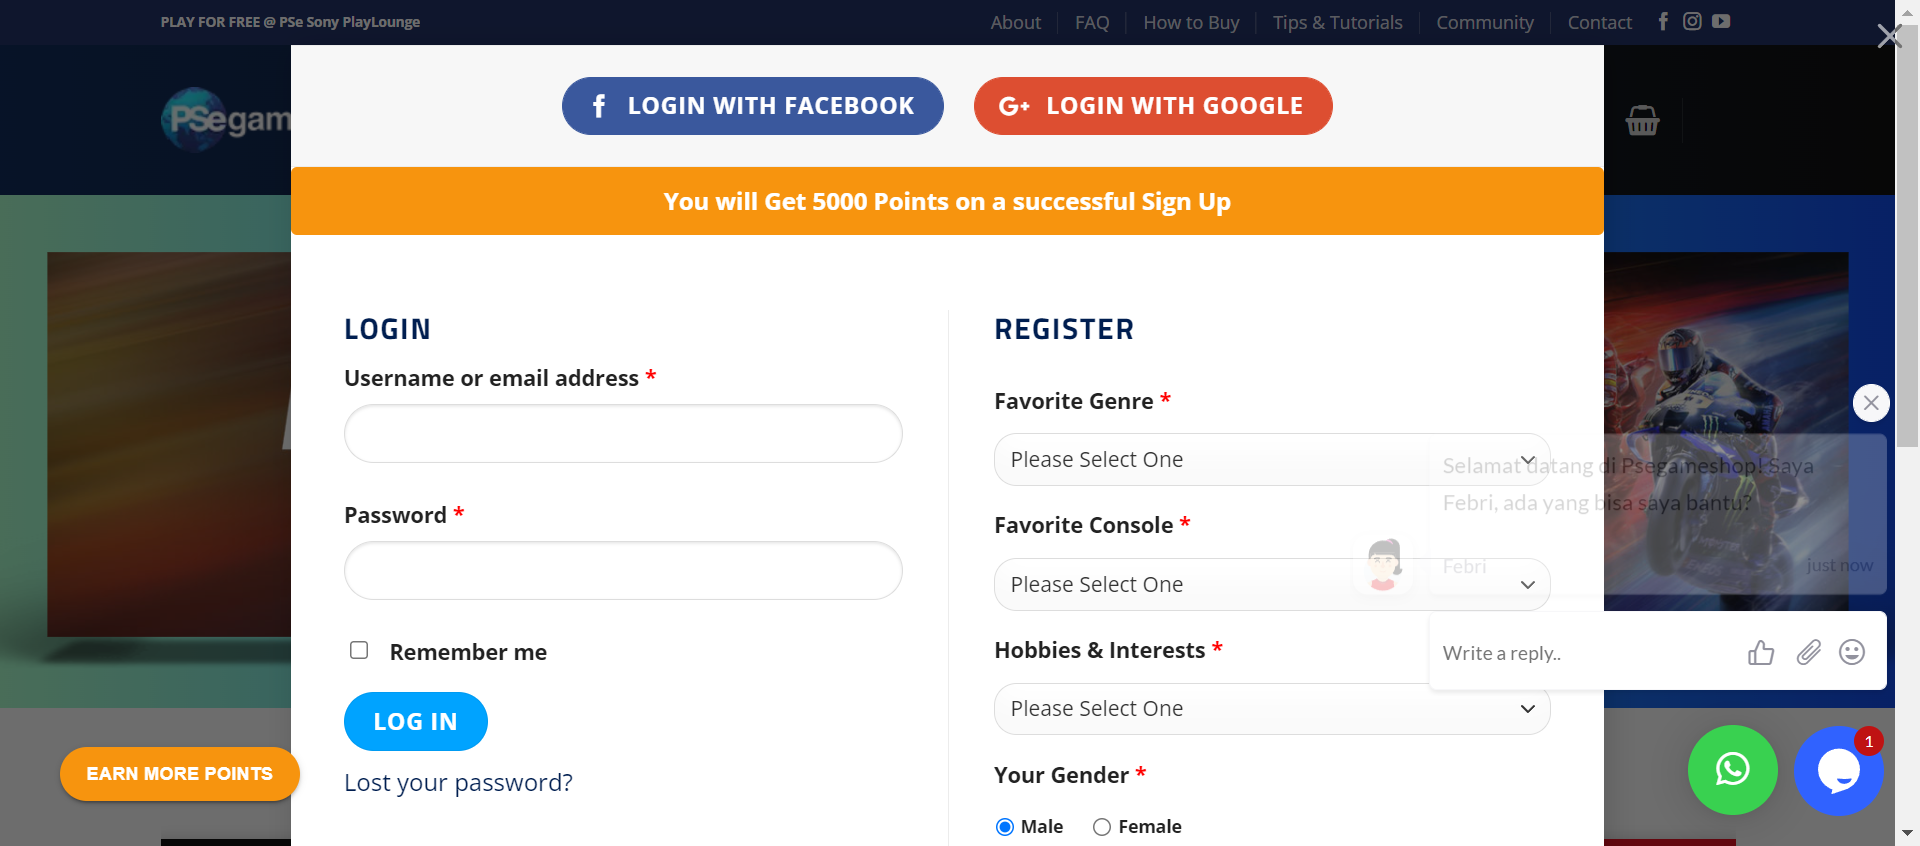 PLAY FOR FREE @ PSe Sony PlayLounge
About
FAQ
How to Buy
Tips & Tutorials
Community
Contact
PSegam
LOGIN WITH FACEBOOK
G+ LOGIN WITH GOOGLE
You will Get 5000 Points on a successful Sign Up
LOGIN
Username or email address *
Password *
Remember me
LOG IN
Lost your password?
EARN MORE POINTS
REGISTER
Favorite Genre *
Please Select One
Favorite Console *
Please Select One
Hobbies & Interests *
Please Select One
Your Gender *
Male
Female
Selamat datang di Psegameshop! Saya
Febri, ada yang bisa saya bantu?
Febri
just now
Write a reply..
1